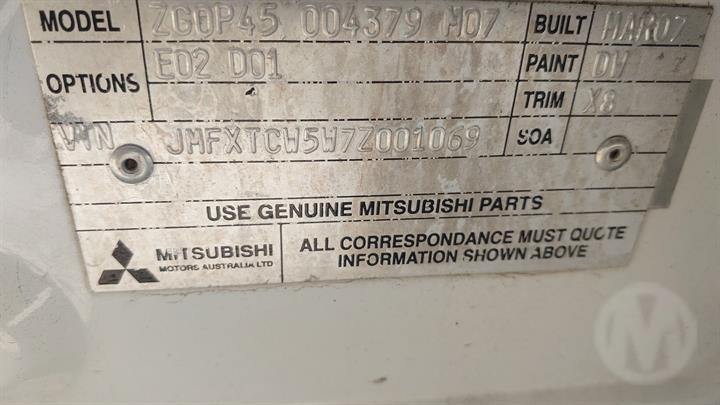 MODEL ZG0P45 004379 M07 BUILT MAR07
OPTIONS E02 D01 PAINT
TRIM X8
VIN JMFXTCW5W7Z001069 SOA
USE GENUINE MITSUBISHI PARTS
MITSUBISHI
MOTORS AUSTRALIA LTD
ALL CORRESPONDANCE MUST QUOTE
INFORMATION SHOWN ABOVE
M